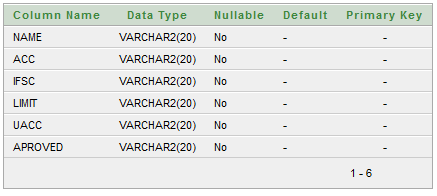 Column Name Data Type Nullable Default Primary Key
NAME VARCHAR2(20) No - -
ACC VARCHAR2(20) No - -
IFSC VARCHAR2(20) No - -
LIMIT VARCHAR2(20) No - -
UACC VARCHAR2(20) No - -
APROVED VARCHAR2(20) No - -
1 - 6